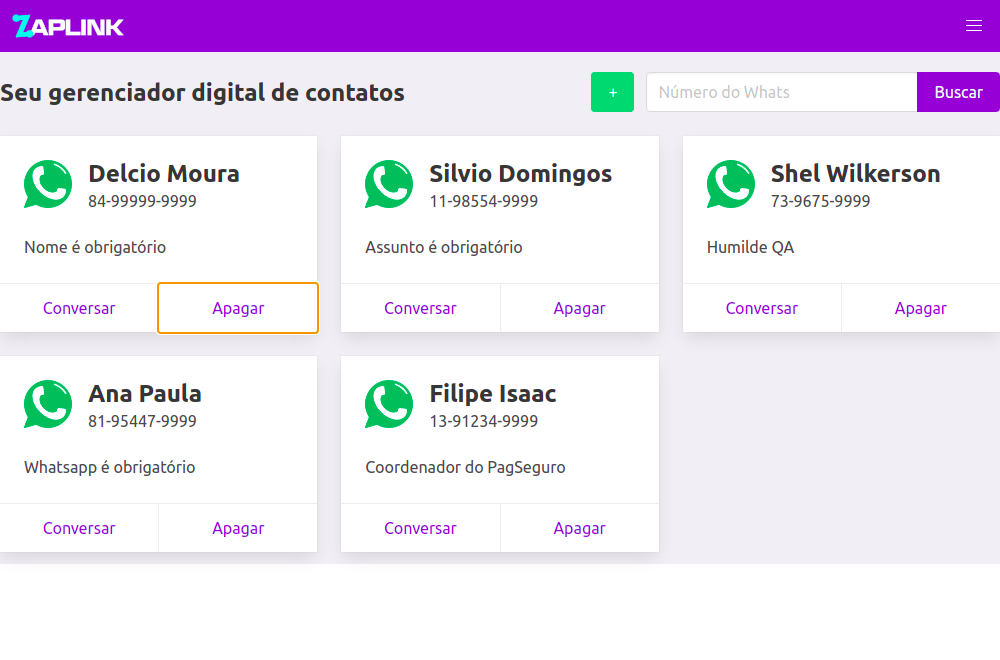 ZAPLINK
Seu gerenciador digital de contatos
+
Número do Whats
Buscar
Delcio Moura
84-99999-9999
Nome é obrigatório
Conversar
Apagar
Silvio Domingos
11-98554-9999
Assunto é obrigatório
Conversar
Apagar
Shel Wilkerson
73-9675-9999
Humilde QA
Conversar
Apagar
Ana Paula
81-95447-9999
Whatsapp é obrigatório
Conversar
Apagar
Filipe Isaac
13-91234-9999
Coordenador do PagSeguro
Conversar
Apagar